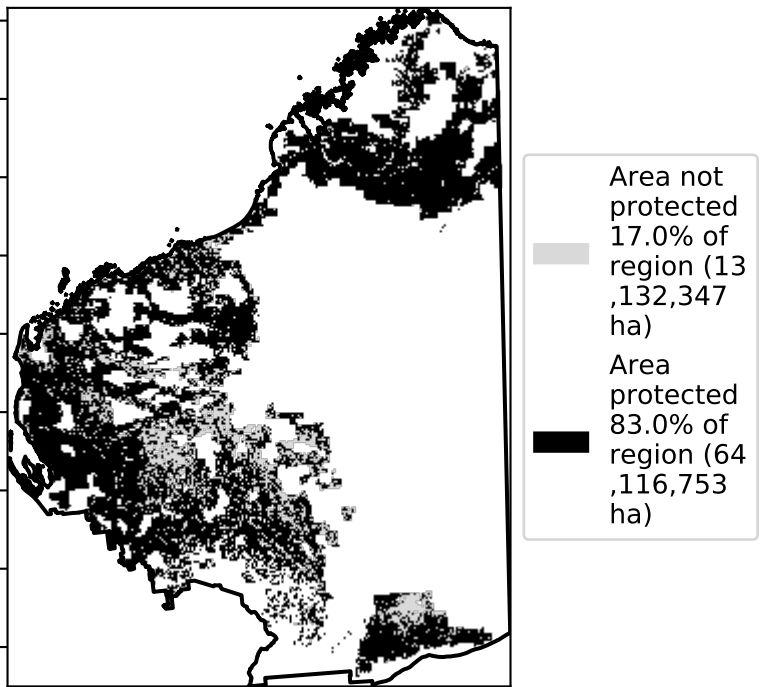 Area not
protected
17.0% of
region (13
,132,347
ha)
Area
protected
83.0% of
region (64
,116,753
ha)